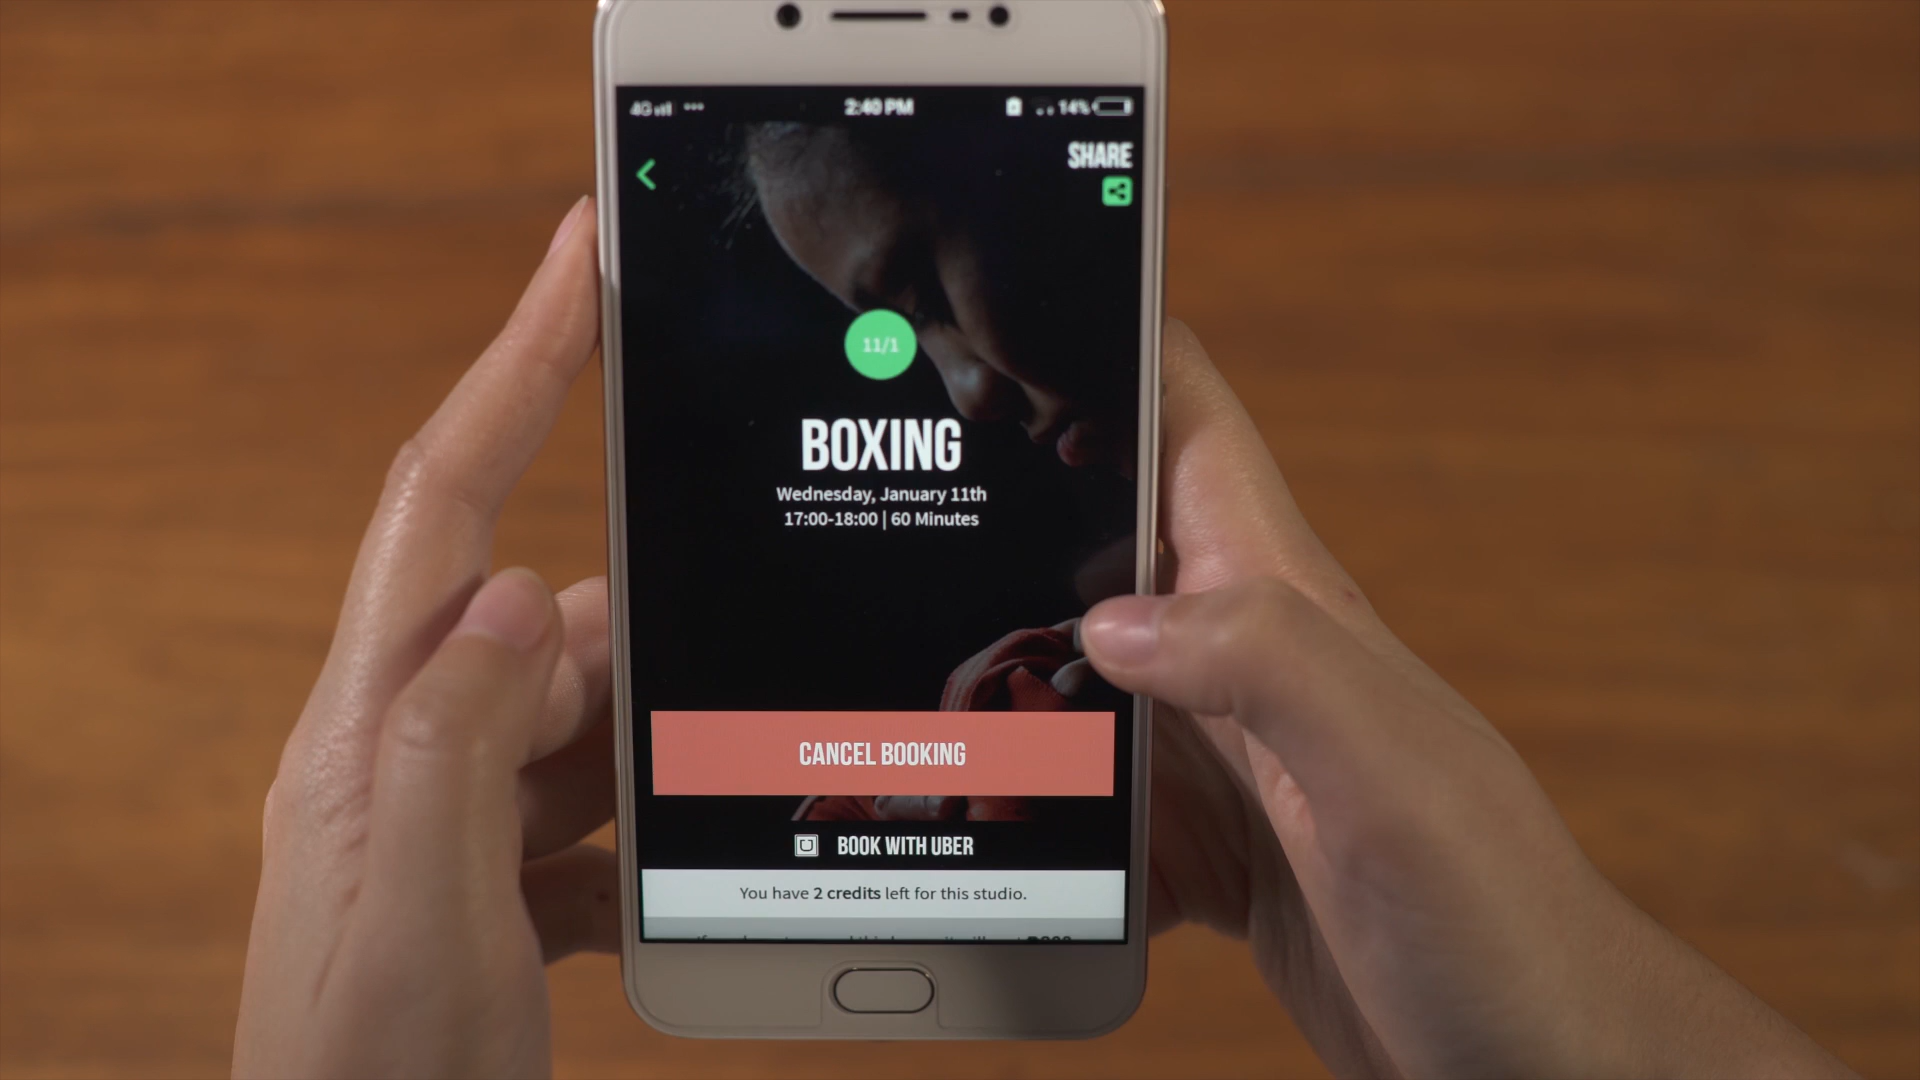 4G 2:40 PM 14%
SHARE
11/1
BOXING
Wednesday, January 11th
17:00-18:00 | 60 Minutes
CANCEL BOOKING
BOOK WITH UBER
You have 2 credits left for this studio.